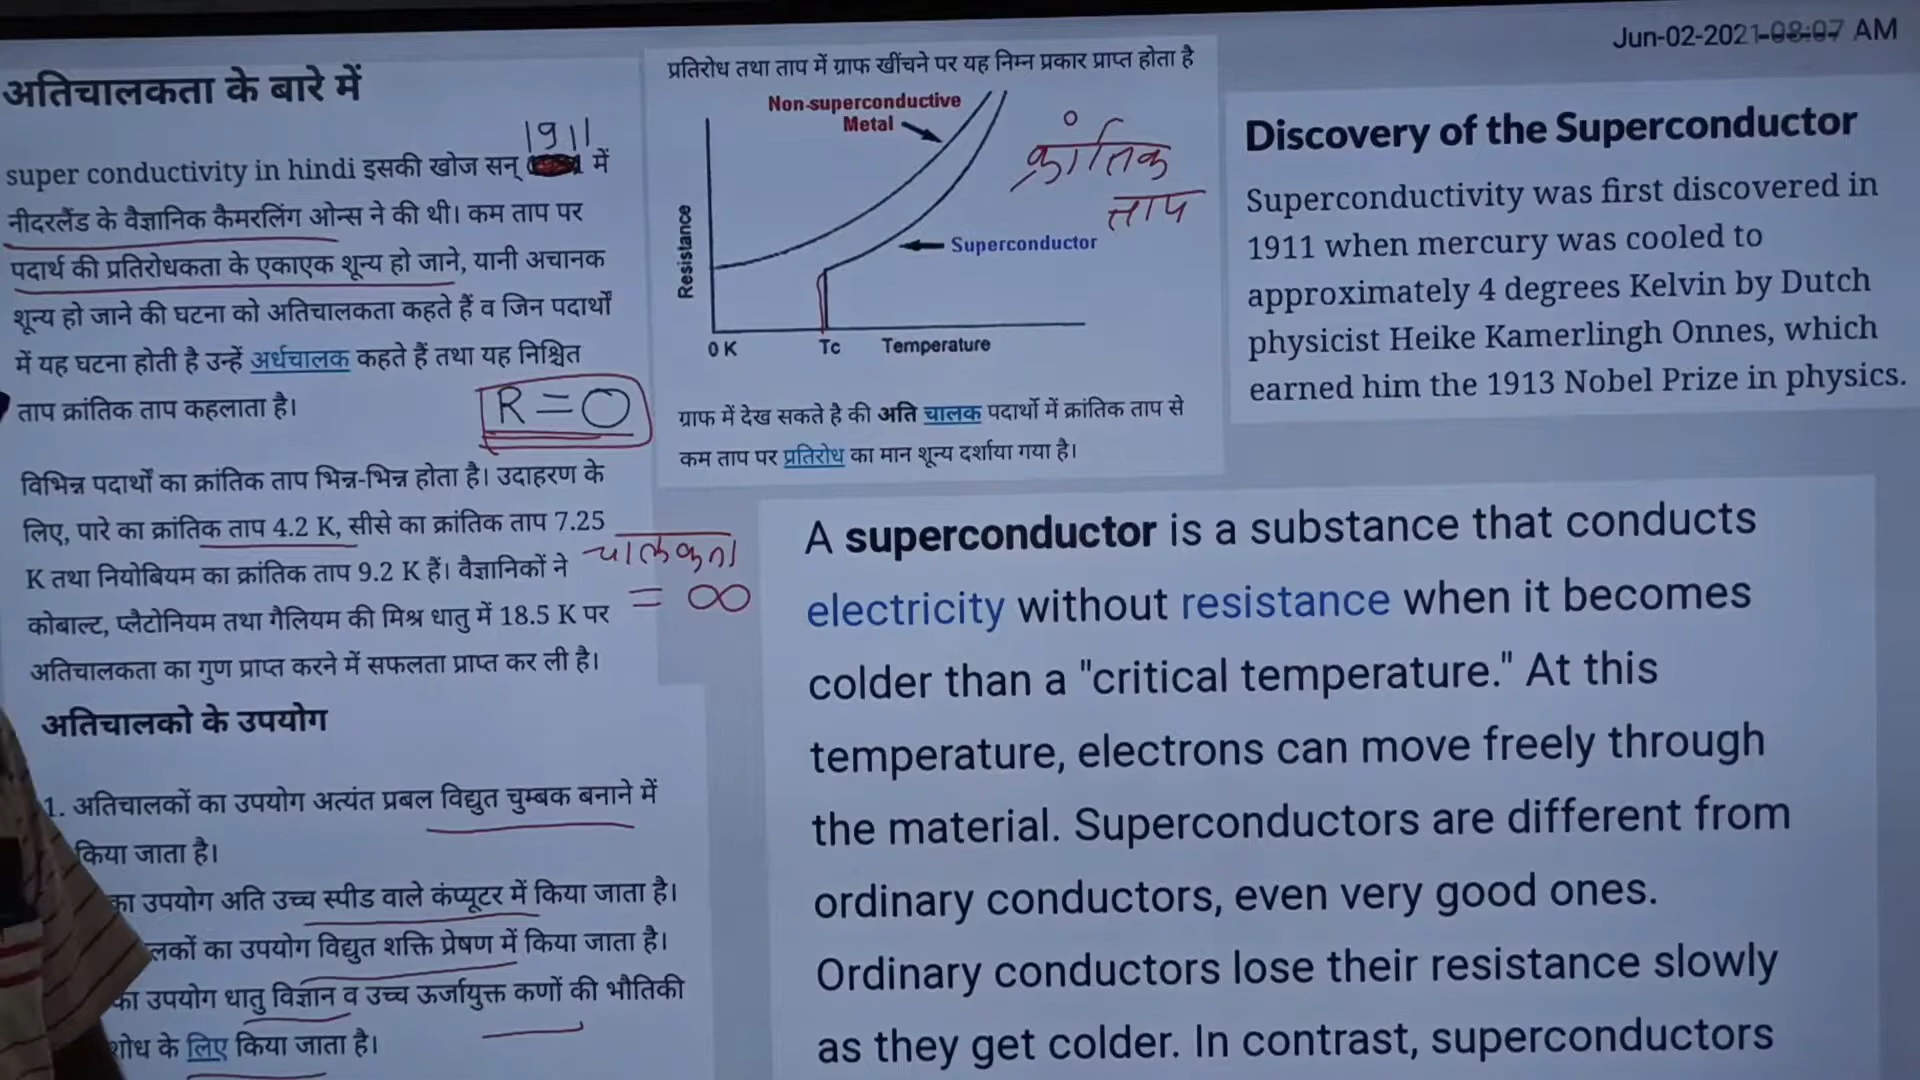 Jun-02-2021-08:07 AM
अतिचालकता के बारे में
1911
super conductivity in hindi इसकी खोज सन् में
नीदरलैंड के वैज्ञानिक कैमरलिंग ओन्स ने की थी। कम ताप पर
पदार्थ की प्रतिरोधकता के एकाएक शून्य हो जाने, यानी अचानक
शून्य हो जाने की घटना को अतिचालकता कहते हैं व जिन पदार्थों
में यह घटना होती है उन्हें अर्धचालक कहते हैं तथा यह निश्चित
ताप क्रांतिक ताप कहलाता है।
R = 0
विभिन्न पदार्थों का क्रांतिक ताप भिन्न-भिन्न होता है। उदाहरण के
लिए, पारे का क्रांतिक ताप 4.2 K, सीसे का क्रांतिक ताप 7.25
K तथा नियोबियम का क्रांतिक ताप 9.2 K हैं। वैज्ञानिकों ने
कोबाल्ट, प्लैटोनियम तथा गैलियम की मिश्र धातु में 18.5 K पर
अतिचालकता का गुण प्राप्त करने में सफलता प्राप्त कर ली है।
चालकता
= ∞
अतिचालको के उपयोग
1. अतिचालकों का उपयोग अत्यंत प्रबल विद्युत चुम्बक बनाने में
किया जाता है।
का उपयोग अति उच्च स्पीड वाले कंप्यूटर में किया जाता है।
लकों का उपयोग विद्युत शक्ति प्रेषण में किया जाता है।
का उपयोग धातु विज्ञान व उच्च ऊर्जायुक्त कणों की भौतिकी
शोध के लिए किया जाता है।
प्रतिरोध तथा ताप में ग्राफ खींचने पर यह निम्न प्रकार प्राप्त होता है
Non-superconductive
Metal
क्रांतिक
ताप
Superconductor
Resistance
0 K Tc Temperature
ग्राफ में देख सकते है की अति चालक पदार्थो में क्रांतिक ताप से
कम ताप पर प्रतिरोध का मान शून्य दर्शाया गया है।
Discovery of the Superconductor
Superconductivity was first discovered in
1911 when mercury was cooled to
approximately 4 degrees Kelvin by Dutch
physicist Heike Kamerlingh Onnes, which
earned him the 1913 Nobel Prize in physics.
A superconductor is a substance that conducts
electricity without resistance when it becomes
colder than a "critical temperature." At this
temperature, electrons can move freely through
the material. Superconductors are different from
ordinary conductors, even very good ones.
Ordinary conductors lose their resistance slowly
as they get colder. In contrast, superconductors